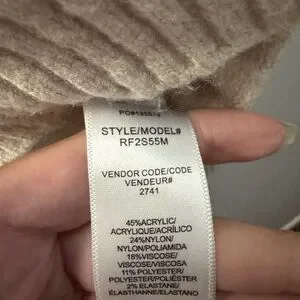 STYLE/MODEL#
RF2S55M
VENDOR CODE/CODE
VENDEUR#
2741
45%ACRYLIC/
ACRYLIQUE/ACRÍLICO
24%NYLON/
NYLON/POLIAMIDA
18%VISCOSE/
VISCOSE/VISCOSA
11% POLYESTER/
POLYESTER/POLIÉSTER
2% ELASTANE/
ÉLASTHANNE/ELASTANO